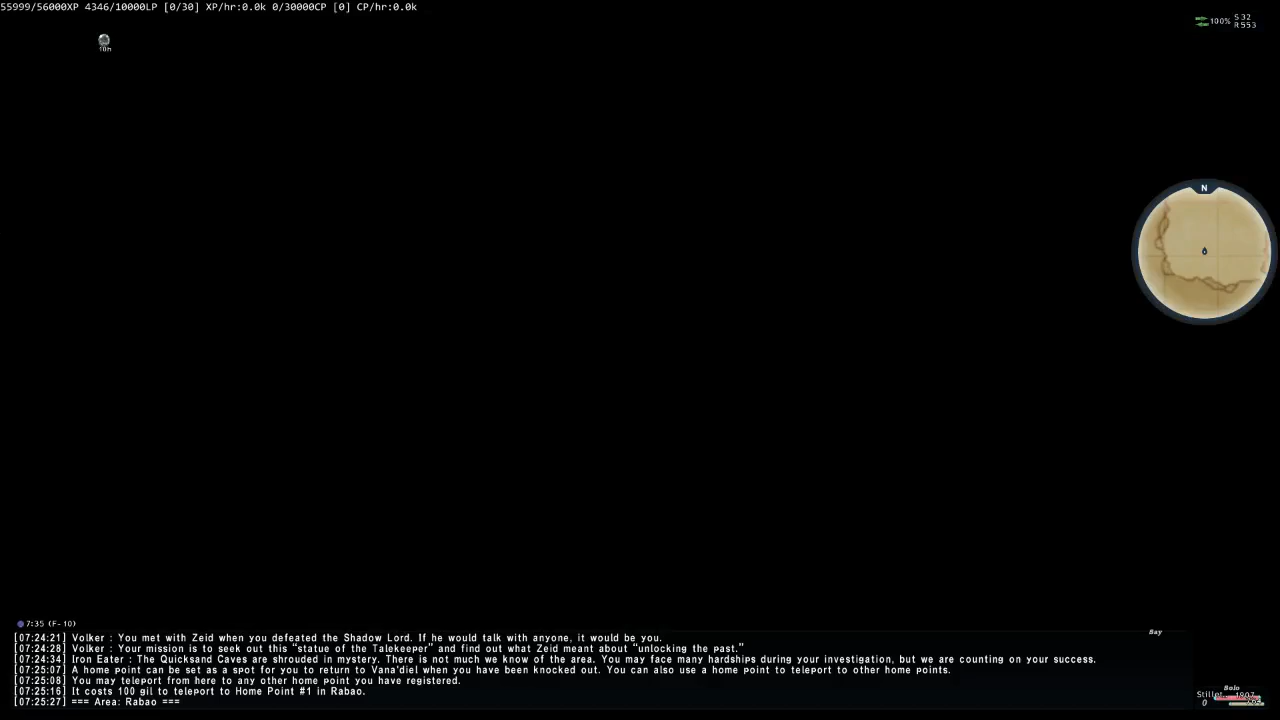 55999/56000XP 4346/10000LP [0/30] XP/hr:0.0k 0/30000CP [0] CP/hr:0.0k
100% S 32
R 553
10h
N
7:35 (F-10)
[07:24:21] Volker : You met with Zeid when you defeated the Shadow Lord. If he would talk with anyone, it would be you.
[07:24:28] Volker : Your mission is to seek out this "statue of the Talekeeper" and find out what Zeid meant about "unlocking the past."
[07:24:34] Iron Eater : The Quicksand Caves are shrouded in mystery. There is not much we know of the area. You may face many hardships during your investigation, but we are counting on your success.
[07:25:07] A home point can be set as a spot for you to return to Vana'diel when you have been knocked out. You can also use a home point to teleport to other home points.
[07:25:08] You may teleport from here to any other home point you have registered.
[07:25:16] It costs 100 gil to teleport to Home Point #1 in Rabao.
[07:25:27] === Area: Rabao ===
Say
Solo
0